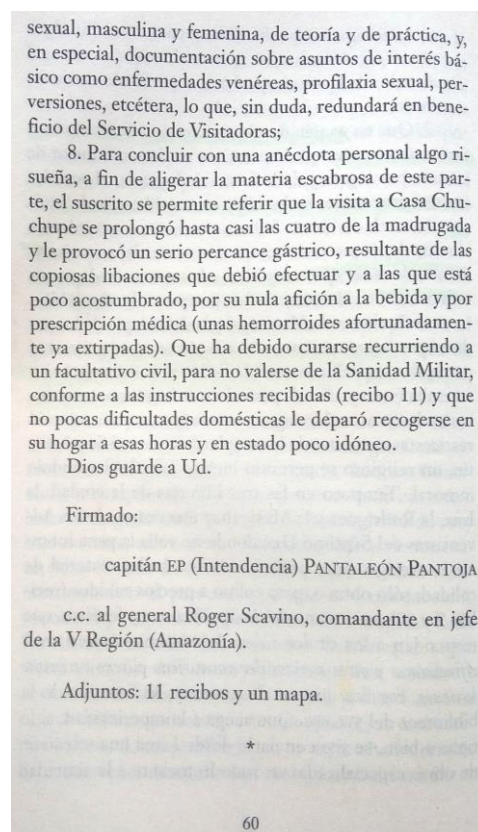 sexual, masculina y femenina, de teoría y de práctica, y,
en especial, documentación sobre asuntos de interés bá-
sico como enfermedades venéreas, profilaxia sexual, per-
versiones, etcétera, lo que, sin duda, redundará en bene-
ficio del Servicio de Visitadoras;
8. Para concluir con una anécdota personal algo ri-
sueña, a fin de aligerar la materia escabrosa de este par-
te, el suscrito se permite referir que la visita a Casa Chu-
chupe se prolongó hasta casi las cuatro de la madrugada
y le provocó un serio percance gástrico, resultante de las
copiosas libaciones que debió efectuar y a las que está
poco acostumbrado, por su nula afición a la bebida y por
prescripción médica (unas hemorroides afortunadamen-
te ya extirpadas). Que ha debido curarse recurriendo a
un facultativo civil, para no valerse de la Sanidad Militar,
conforme a las instrucciones recibidas (recibo 11) y que
no pocas dificultades domésticas le deparó recogerse en
su hogar a esas horas y en estado poco idóneo.
Dios guarde a Ud.
Firmado:
capitán EP (Intendencia) PANTALEÓN PANTOJA
c.c. al general Roger Scavino, comandante en jefe
de la V Región (Amazonía).
Adjuntos: 11 recibos y un mapa.
*
60